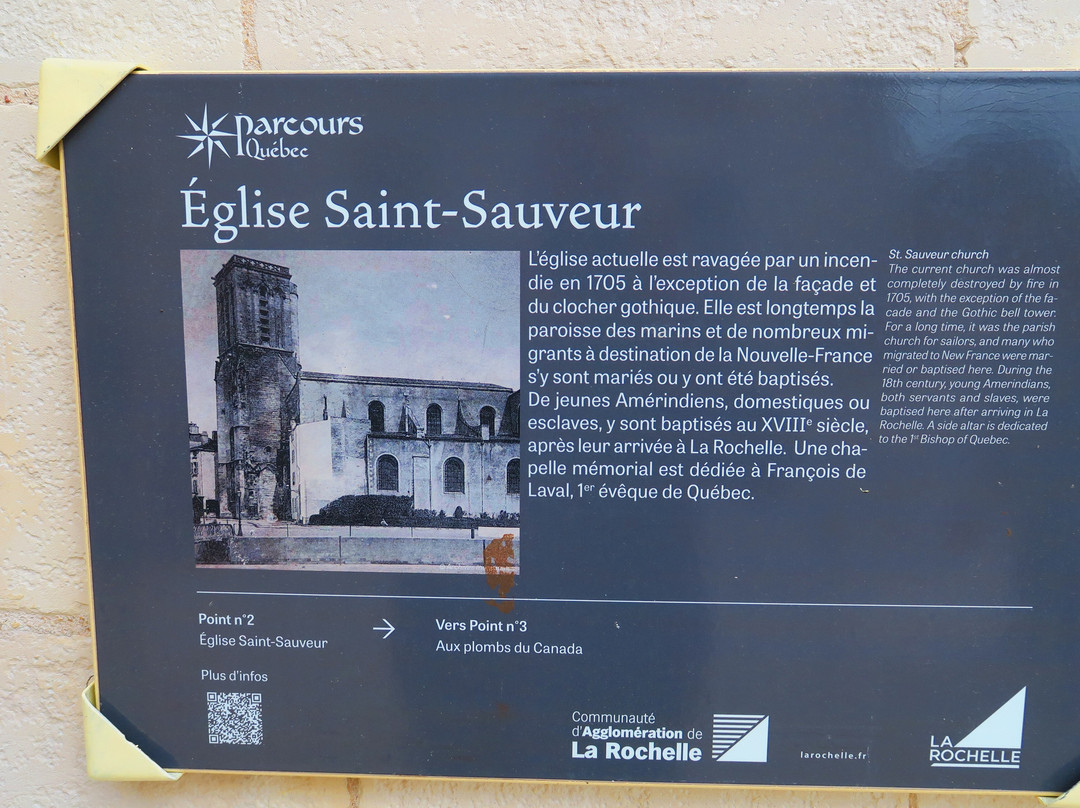 Parcours
Québec
Église Saint-Sauveur
L'église actuelle est ravagée par un incen-
die en 1705 à l'exception de la façade et
du clocher gothique. Elle est longtemps la
paroisse des marins et de nombreux mi-
grants à destination de la Nouvelle-France
s'y sont mariés ou y ont été baptisés.
De jeunes Amérindiens, domestiques ou
esclaves, y sont baptisés au XVIIIe siècle,
après leur arrivée à La Rochelle. Une cha-
pelle mémorial est dédiée à François de
Laval, 1er évêque de Québec.
St. Sauveur church
The current church was almost
completely destroyed by fire in
1705, with the exception of the fa-
cade and the Gothic bell tower.
For a long time, it was the parish
church for sailors, and many who
migrated to New France were mar-
ried or baptised here. During the
18th century, young Amerindians,
both servants and slaves, were
baptised here after arriving in La
Rochelle. A side altar is dedicated
to the 1st Bishop of Quebec.
Point n°2
Église Saint-Sauveur
Vers Point n°3
Aux plombs du Canada
Plus d'infos
Communauté
d'Agglomération de
La Rochelle
larochelle.fr
LA
ROCHELLE